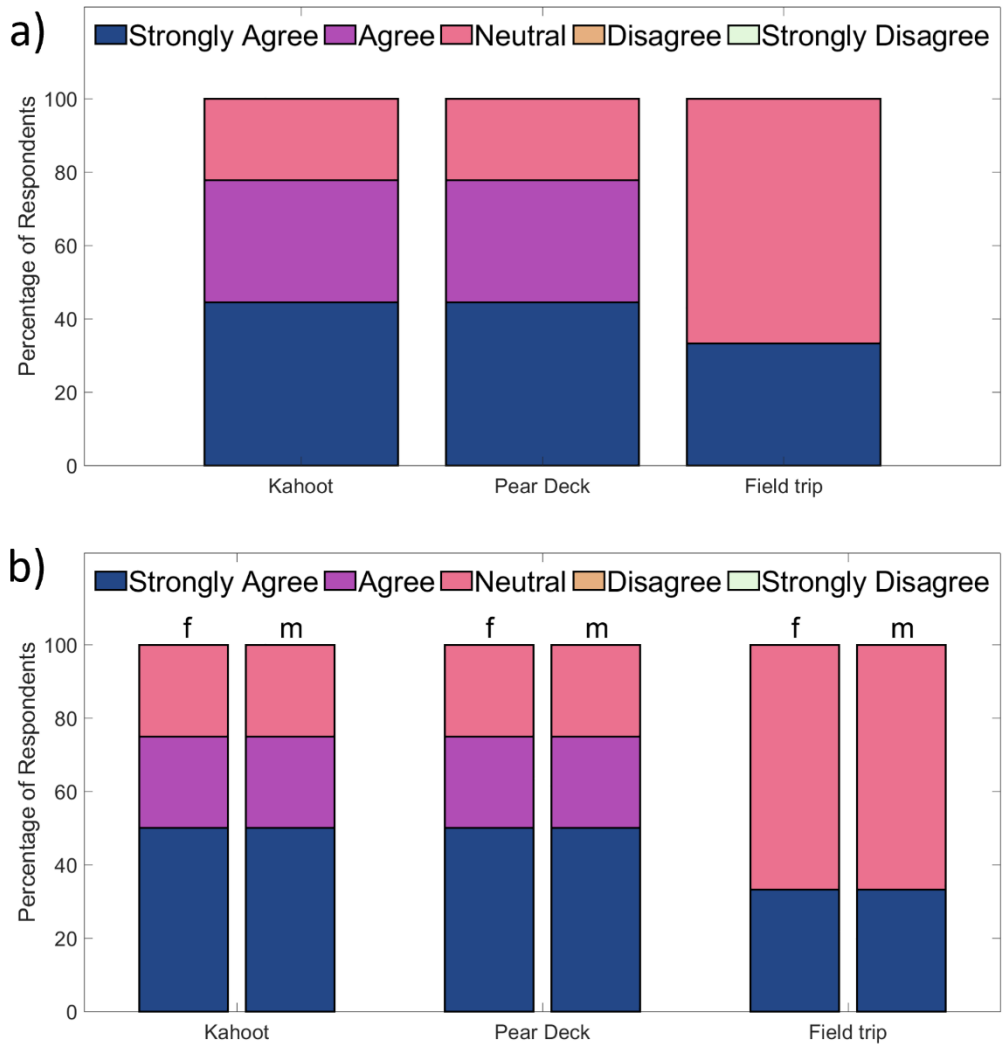 a)
Strongly Agree Agree Neutral Disagree Strongly Disagree
Percentage of Respondents
100
80
60
40
20
0
Kahoot Pear Deck Field trip
b)
Strongly Agree Agree Neutral Disagree Strongly Disagree
f m f m f m
Percentage of Respondents
100
80
60
40
20
0
Kahoot Pear Deck Field trip